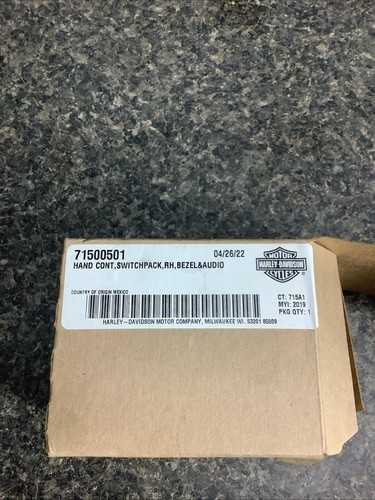 71500501 04/26/22
HAND CONT,SWITCHPACK,RH,BEZEL&AUDIO
MOTOR
HARLEY-DAVIDSON
CYCLES
COUNTRY OF ORIGIN MEXICO
CT: 715A1
MYI: 2019
PKG QTY: 1
HARLEY-DAVIDSON MOTOR COMPANY, MILWAUKEE WI. 53201 85009